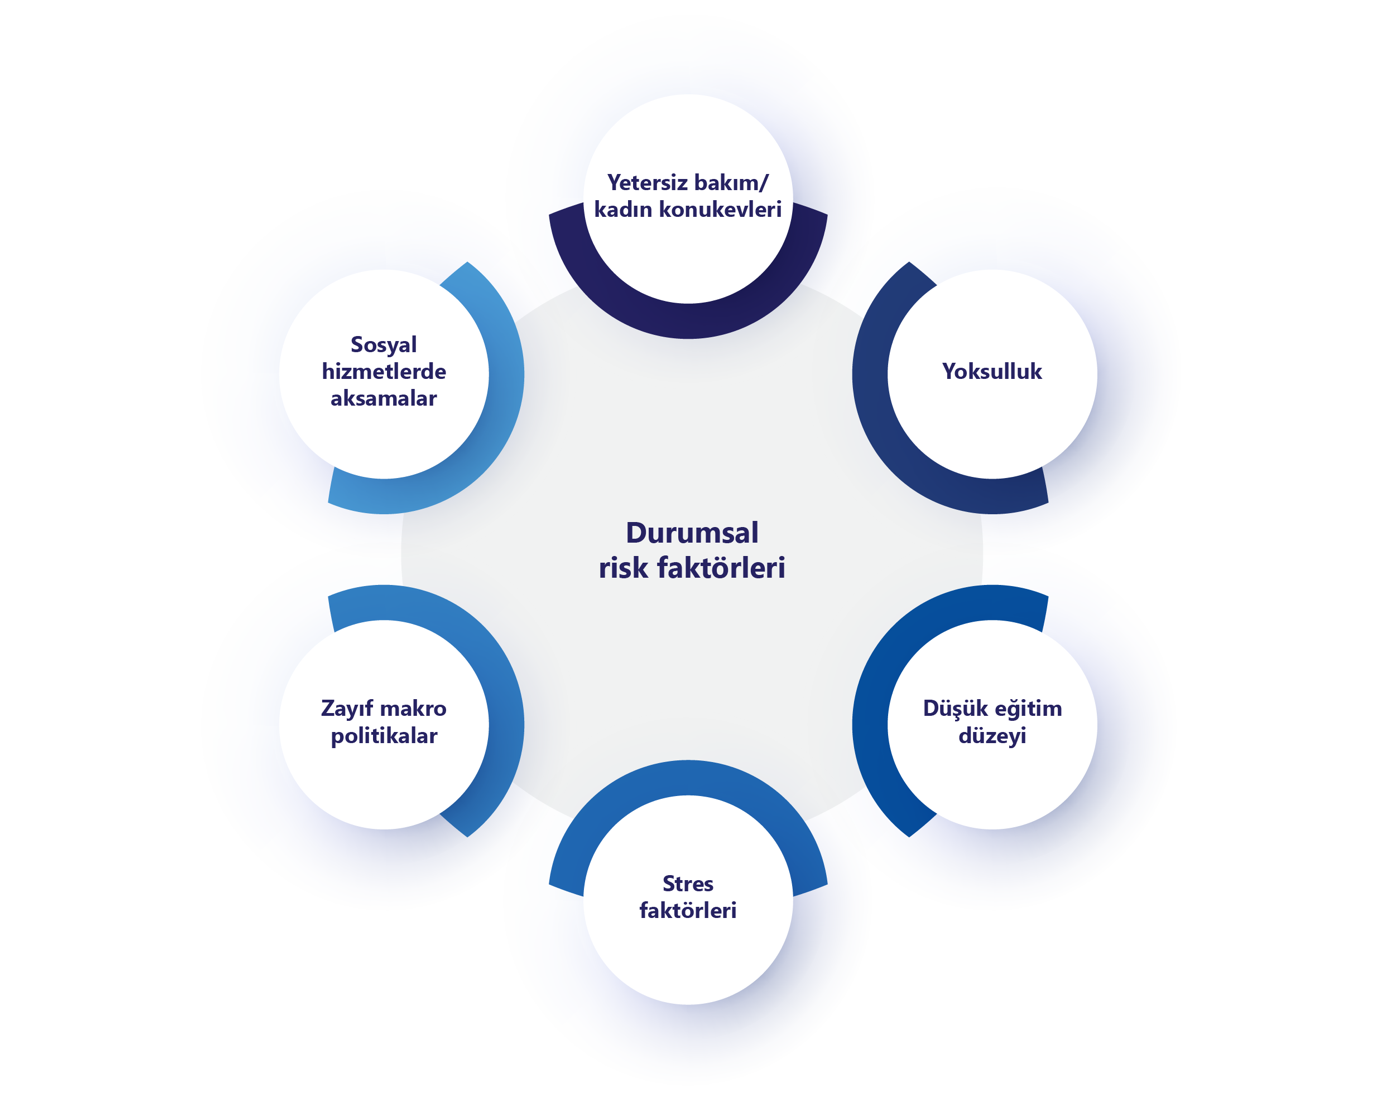 Yetersiz bakım/
kadın konukevleri
Sosyal
hizmetlerde
aksamalar
Yoksulluk
Durumsal
risk faktörleri
Zayıf makro
politikalar
Düşük eğitim
düzeyi
Stres
faktörleri